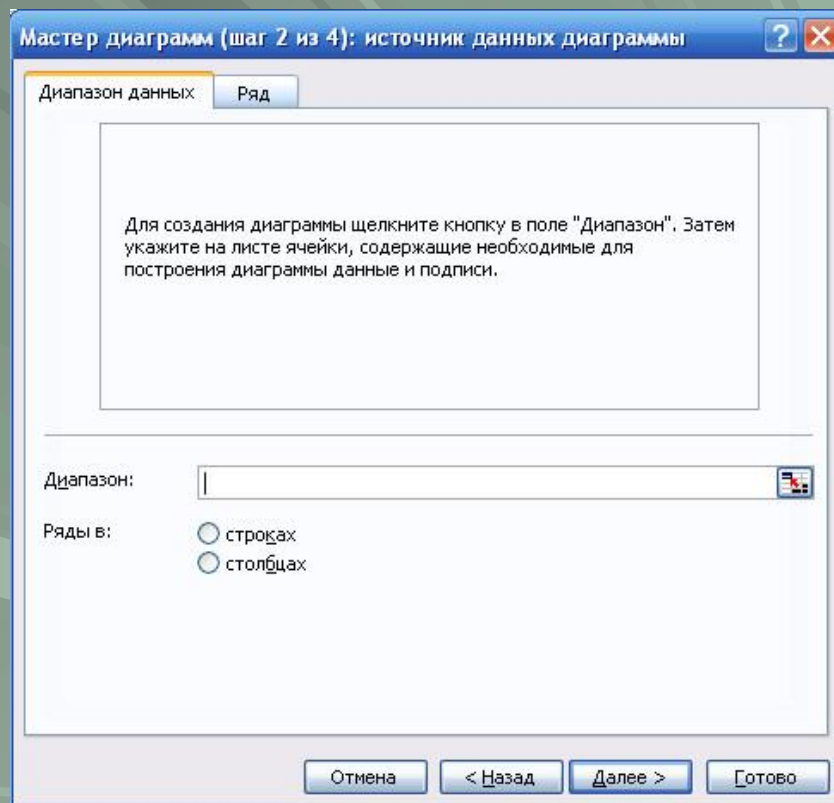 Мастер диаграмм (шаг 2 из 4): источник данных диаграммы
Диапазон данных Ряд
Для создания диаграммы щелкните кнопку в поле "Диапазон". Затем
укажите на листе ячейки, содержащие необходимые для
построения диаграммы данные и подписи.
Диапазон:
Ряды в: строках
столбцах
Отмена < Назад Далее > Готово